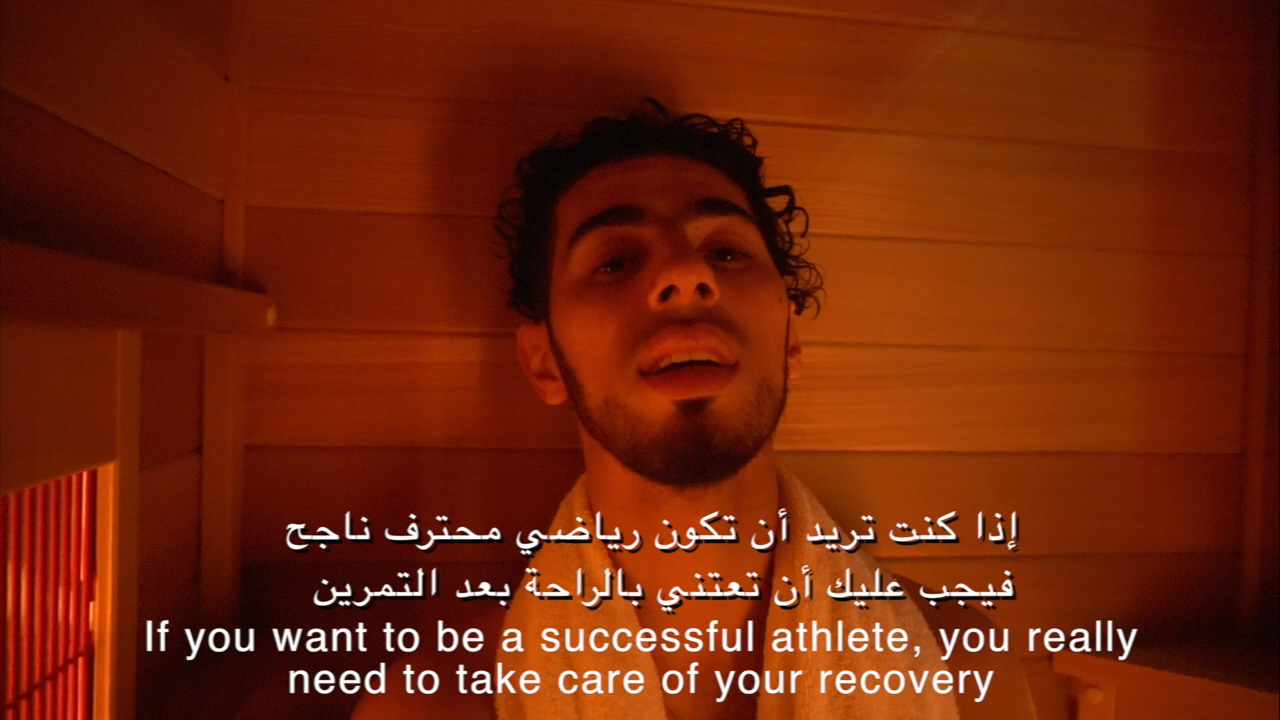 إذا كنت تريد أن تكون رياضي محترف ناجح
فيجب عليك أن تعتني بالراحة بعد التمرين
If you want to be a successful athlete, you really
need to take care of your recovery